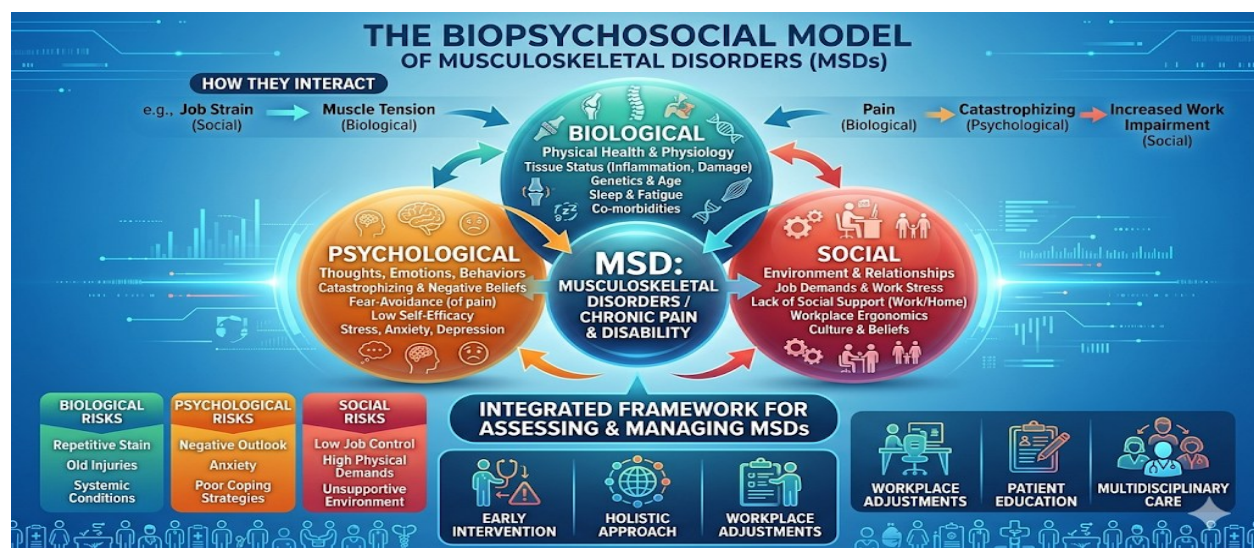 THE BIOPSYCHOSOCIAL MODEL
OF MUSCULOSKELETAL DISORDERS (MSDs)
HOW THEY INTERACT
e.g., Job Strain
(Social)
Muscle Tension
(Biological)
Pain
(Biological)
Catastrophizing
(Psychological)
Increased Work
Impairment
(Social)
BIOLOGICAL
Physical Health & Physiology
Tissue Status (Inflammation, Damage)
Genetics & Age
Sleep & Fatigue
Co-morbidities
PSYCHOLOGICAL
Thoughts, Emotions, Behaviors
Catastrophizing & Negative Beliefs
Fear-Avoidance (of pain)
Low Self-Efficacy
Stress, Anxiety, Depression
MSD:
MUSCULOSKELETAL
DISORDERS /
CHRONIC PAIN
& DISABILITY
SOCIAL
Environment & Relationships
Job Demands & Work Stress
Lack of Social Support (Work/Home)
Workplace Ergonomics
Culture & Beliefs
BIOLOGICAL
RISKS
Repetitive Stain
Old Injuries
Systemic
Conditions
PSYCHOLOGICAL
RISKS
Negative Outlook
Anxiety
Poor Coping
Strategies
SOCIAL
RISKS
Low Job Control
High Physical
Demands
Unsupportive
Environment
INTEGRATED FRAMEWORK FOR
ASSESSING & MANAGING MSDs
EARLY
INTERVENTION
HOLISTIC
APPROACH
WORKPLACE
ADJUSTMENTS
WORKPLACE
ADJUSTMENTS
PATIENT
EDUCATION
MULTIDISCIPLINARY
CARE